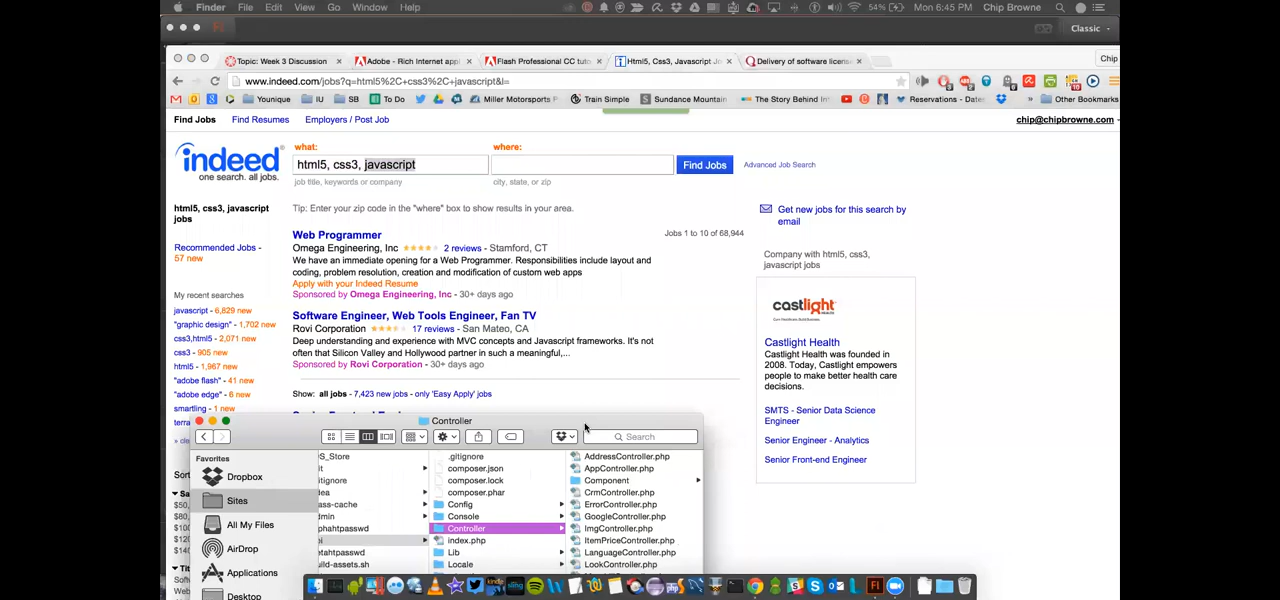 Finder File Edit View Go Window Help 54% Mon 6:45 PM Chip Browne
Classic
Topic: Week 3 Discussion Adobe - Rich Internet appl Flash Professional CC tuto Html5, Css3, Javascript Jo Delivery of software licens Chip
www.indeed.com/jobs?q=html5%2C+css3%2C+javascript&l=
Younique IU SB To Do Miller Motorsports P Train Simple Sundance Mountain The Story Behind In Reservations - Dates » Other Bookmarks
Find Jobs Find Resumes Employers / Post Job chip@chipbrowne.com
what: where:
indeed html5, css3, javascript Find Jobs Advanced Job Search
one search. all jobs. job title, keywords or company city, state, or zip
html5, css3, javascript
jobs
Recommended Jobs -
57 new
My recent searches
javascript - 6,829 new
"graphic design" - 1,702 new
css3,html5 - 2,071 new
css3 - 905 new
html5 - 1,967 new
"adobe flash" - 41 new
"adobe edge" - 6 new
smartling - 1 new
terra
Tip: Enter your zip code in the "where" box to show results in your area.
Web Programmer Jobs 1 to 10 of 68,944
Omega Engineering, Inc 2 reviews - Stamford, CT
We have an immediate opening for a Web Programmer. Responsibilities include layout and
coding, problem resolution, creation and modification of custom web apps
Apply with your Indeed Resume
Sponsored by Omega Engineering, Inc - 30+ days ago
Software Engineer, Web Tools Engineer, Fan TV
Rovi Corporation 17 reviews - San Mateo, CA
Deep understanding and experience with MVC concepts and Javascript frameworks. It's not
often that Silicon Valley and Hollywood partner in such a meaningful,...
Sponsored by Rovi Corporation - 30+ days ago
Show: all jobs - 7,423 new jobs - only 'Easy Apply' jobs
Get new jobs for this search by
email
Company with html5, css3,
javascript jobs
castlight
Castlight Health
Castlight Health was founded in
2008. Today, Castlight empowers
people to make better health care
decisions.
SMTS - Senior Data Science
Engineer
Senior Engineer - Analytics
Senior Front-end Engineer
Controller
Search
Favorites
Dropbox
Sites
All My Files
AirDrop
Applications
Desktop
S_Store
it
itignore
dea
ass-cache
dmin
phahtpasswd
pi
etahtpasswd
uild-assets.sh
.gitignore
composer.json
composer.lock
composer.phar
Config
Console
Controller
index.php
Lib
Locale
AddressController.php
AppController.php
Component
CrmController.php
ErrorController.php
GoogleController.php
ImgController.php
ItemPriceController.php
LanguageController.php
LookController.php